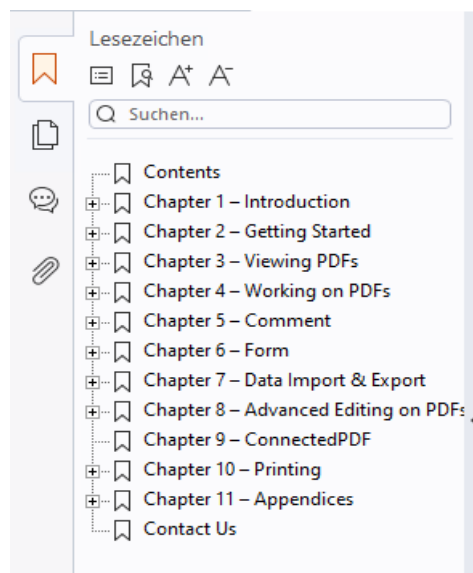 Lesezeichen
A+ A-
Suchen...
Contents
Chapter 1 – Introduction
Chapter 2 – Getting Started
Chapter 3 – Viewing PDFs
Chapter 4 – Working on PDFs
Chapter 5 – Comment
Chapter 6 – Form
Chapter 7 – Data Import & Export
Chapter 8 – Advanced Editing on PDFs
Chapter 9 – ConnectedPDF
Chapter 10 – Printing
Chapter 11 – Appendices
Contact Us